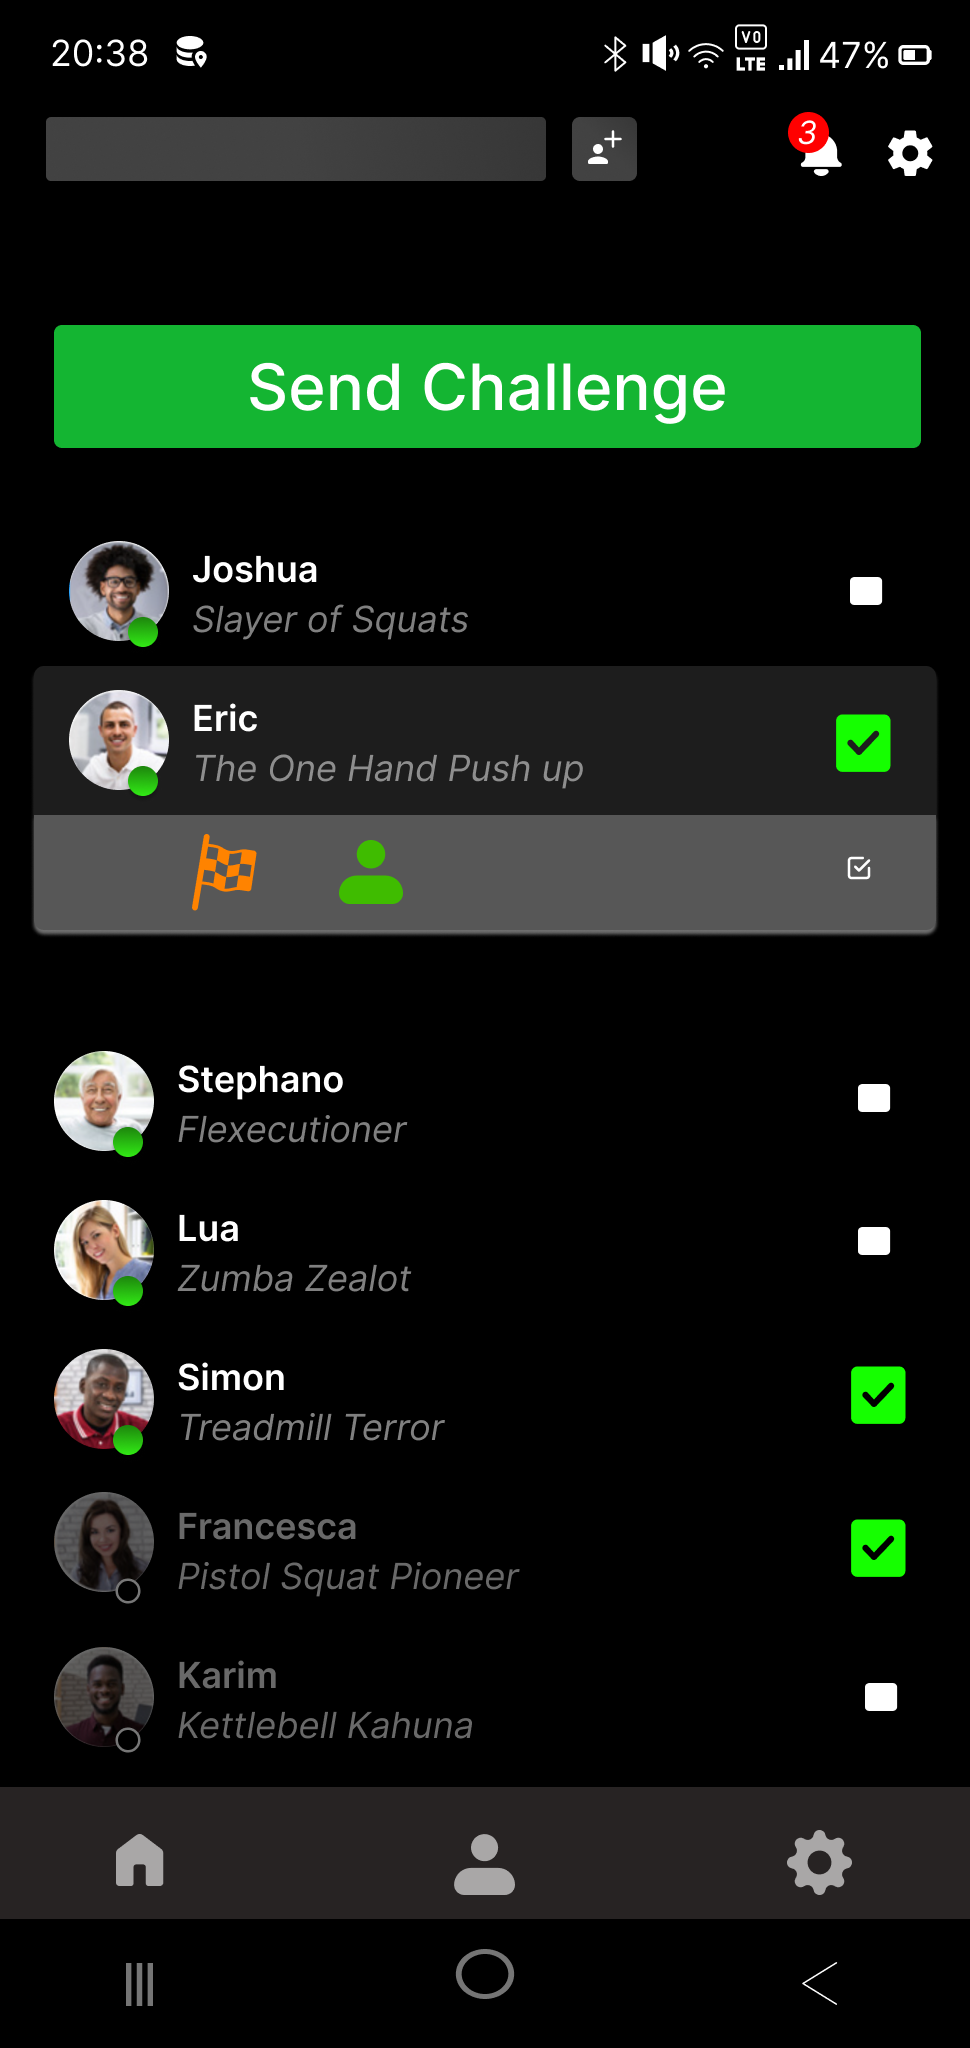 20:38
VO
LTE
47%
3
Send Challenge
Joshua
Slayer of Squats
Eric
The One Hand Push up
Stephano
Flexecutioner
Lua
Zumba Zealot
Simon
Treadmill Terror
Francesca
Pistol Squat Pioneer
Karim
Kettlebell Kahuna